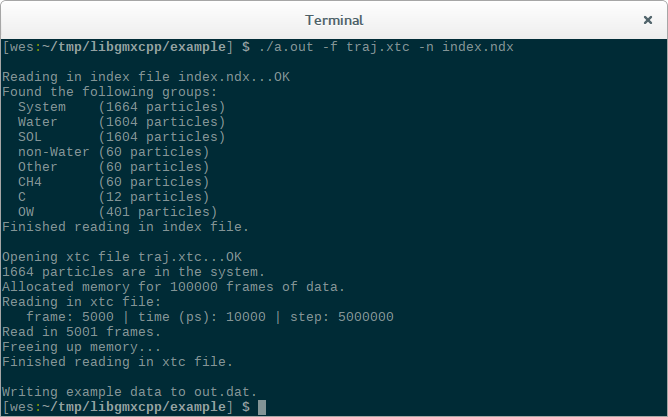 Terminal
×
[wes:~/tmp/libgmxcpp/example] $ ./a.out -f traj.xtc -n index.ndx
Reading in index file index.ndx...OK
Found the following groups:
System (1664 particles)
Water (1604 particles)
SOL (1604 particles)
non-Water (60 particles)
Other (60 particles)
CH4 (60 particles)
C (12 particles)
OW (401 particles)
Finished reading in index file.
Opening xtc file traj.xtc...OK
1664 particles are in the system.
Allocated memory for 100000 frames of data.
Reading in xtc file:
frame: 5000 | time (ps): 10000 | step: 5000000
Read in 5001 frames.
Freeing up memory...
Finished reading in xtc file.
Writing example data to out.dat.
[wes:~/tmp/libgmxcpp/example] $